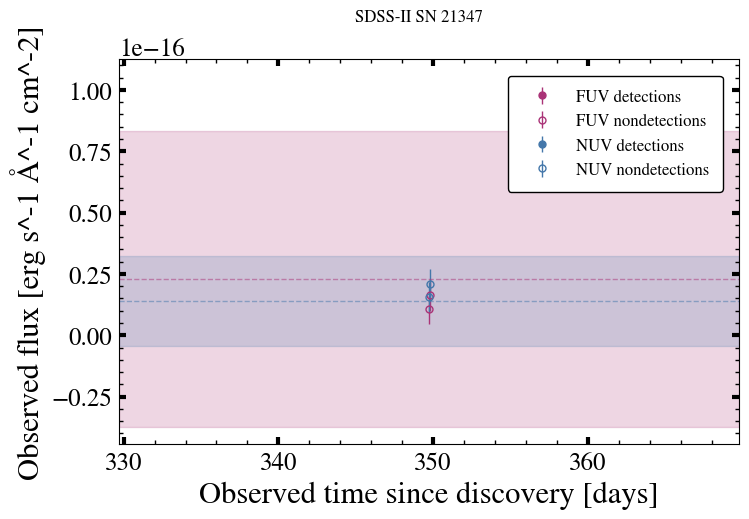 SDSS-II SN 21347
1e−16
1.00
0.75
0.50
0.25
0.00
−0.25
Observed flux [erg s^-1 Å^-1 cm^-2]
FUV detections
FUV nondetections
NUV detections
NUV nondetections
330 340 350 360
Observed time since discovery [days]